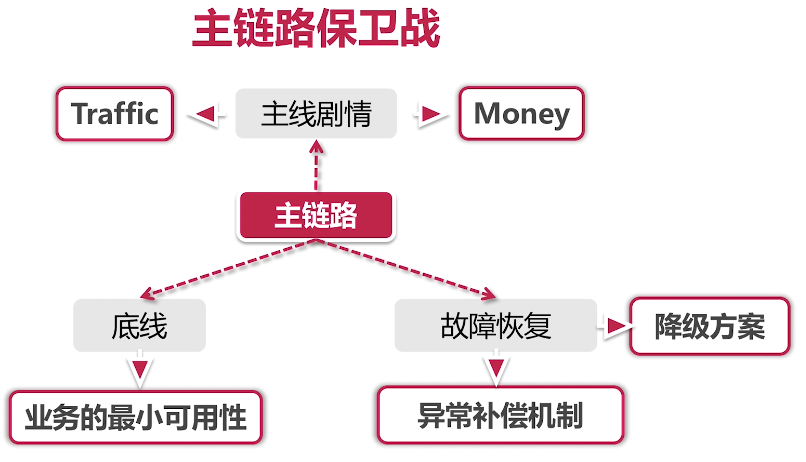 主链路保卫战
Traffic
主线剧情
Money
主链路
底线
故障恢复
降级方案
业务的最小可用性
异常补偿机制